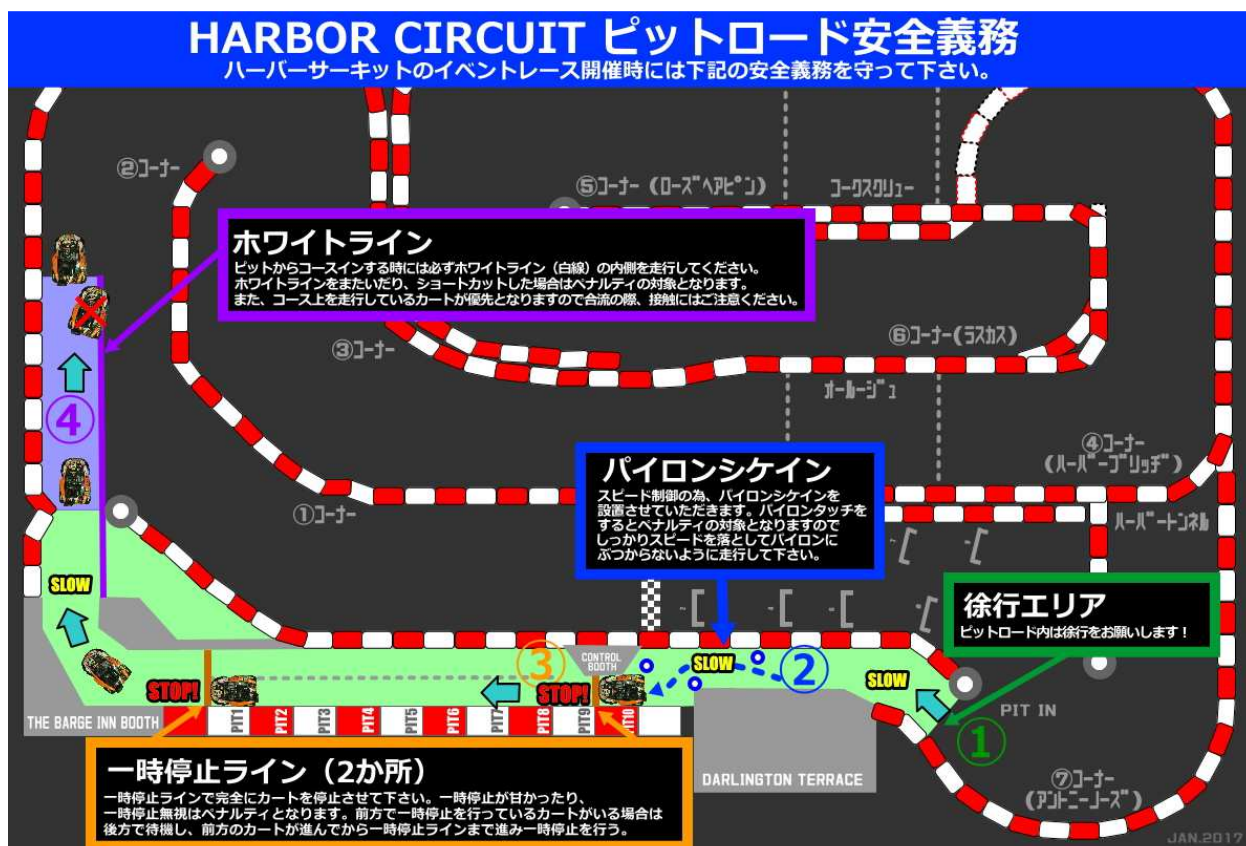 HARBOR CIRCUIT ピットロード安全義務
ハーバーサーキットのイベントレース開催時には下記の安全義務を守って下さい。
②コーナー
⑤コーナー(ローズヘアピン)
コークスクリュー
ホワイトライン
ピットからコースインする時には必ずホワイトライン(白線)の内側を走行してください。
ホワイトラインをまたいだり、ショートカットした場合はペナルティの対象となります。
また、コース上を走行しているカートが優先となりますので合流の際、接触にはご注意ください。
③コーナー
⑥コーナー(ラスカス)
オールージュ
④
④コーナー
(ハーバーブリッヂ)
パイロンシケイン
スピード制御の為、パイロンシケインを
設置させていただきます。パイロンタッチを
するとペナルティの対象となりますので
しっかりスピードを落としてパイロンに
ぶつからないように走行して下さい。
①コーナー
ハーバートンネル
SLOW
徐行エリア
ピットロード内は徐行をお願いします!
③
CONTROL
BOOTH
SLOW
②
SLOW
STOP!
STOP!
PIT IN
①
THE BARGE INN BOOTH
PIT1
PIT2
PIT3
PIT4
PIT5
PIT6
PIT7
PIT8
PIT9
PIT10
DARLINGTON TERRACE
一時停止ライン(2か所)
一時停止ラインで完全にカートを停止させて下さい。一時停止が甘かったり、
一時停止無視はペナルティとなります。前方で一時停止を行っているカートがいる場合は
後方で待機し、前方のカートが進んでから一時停止ラインまで進み一時停止を行う。
⑦コーナー
(アントニーノーズ)
JAN.2017